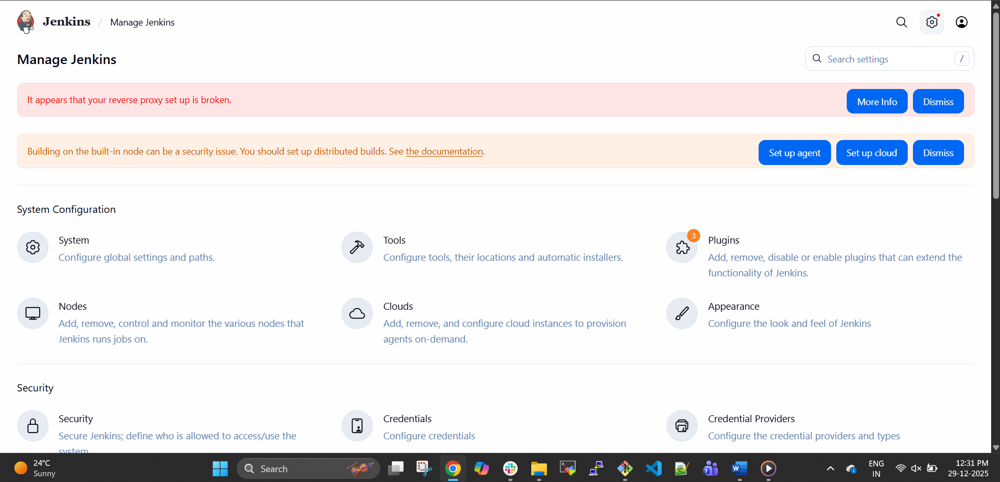 Jenkins / Manage Jenkins
Manage Jenkins
Search settings /
It appears that your reverse proxy set up is broken.
More Info Dismiss
Building on the built-in node can be a security issue. You should set up distributed builds. See the documentation.
Set up agent Set up cloud Dismiss
System Configuration
System
Configure global settings and paths.
Tools
Configure tools, their locations and automatic installers.
3
Plugins
Add, remove, disable or enable plugins that can extend the
functionality of Jenkins.
Nodes
Add, remove, control and monitor the various nodes that
Jenkins runs jobs on.
Clouds
Add, remove, and configure cloud instances to provision
agents on-demand.
Appearance
Configure the look and feel of Jenkins
Security
Security
Secure Jenkins; define who is allowed to access/use the
system.
Credentials
Configure credentials
Credential Providers
Configure the credential providers and types
24°C
Sunny
Search
ENG
IN
12:31 PM
29-12-2025